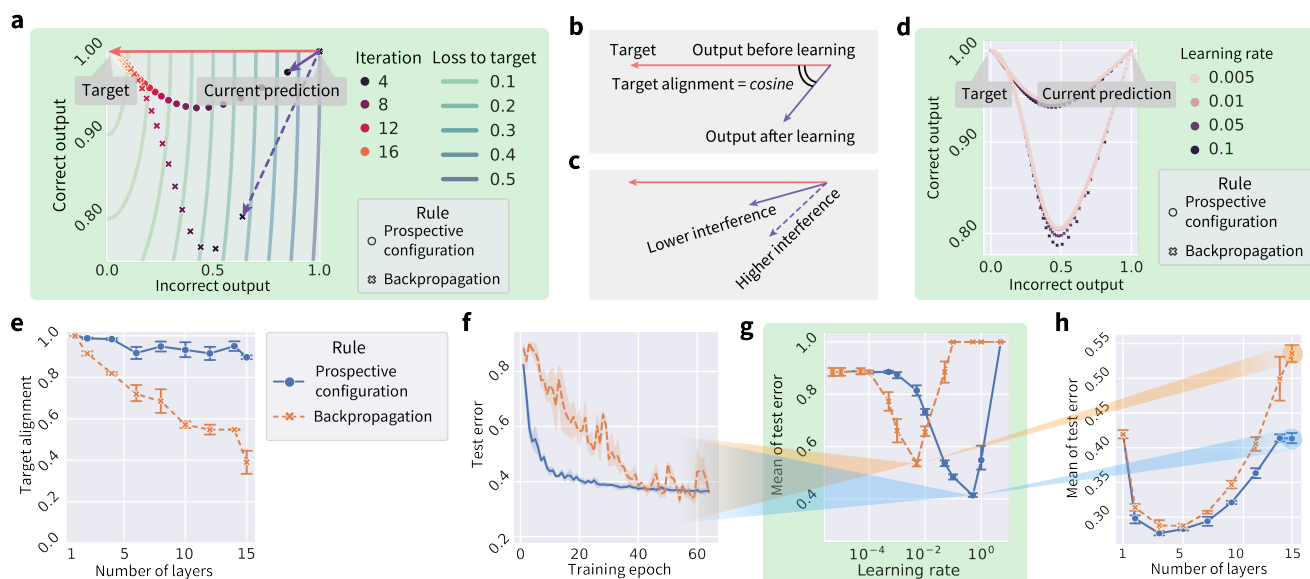 a
1.00
0.90
0.80
Correct output
0.0
0.5
1.0
Incorrect output
Target
Current prediction
Iteration
4
8
12
16
Loss to target
0.1
0.2
0.3
0.4
0.5
Rule
Prospective
configuration
Backpropagation
b
Target
Output before learning
Target alignment = cosine
Output after learning
c
Lower interference
Higher interference
d
1.00
0.90
0.80
Correct output
0.0
0.5
1.0
Incorrect output
Target
Current prediction
Learning rate
0.005
0.01
0.05
0.1
Rule
Prospective
configuration
Backpropagation
e
1.0
0.8
0.6
0.4
0.2
0.0
Target alignment
1
5
10
15
Number of layers
Rule
Prospective
configuration
Backpropagation
f
0.8
0.6
0.4
0.2
Test error
0
20
40
60
Training epoch
g
1.0
0.8
0.6
0.4
Mean of test error
10⁻⁴
10⁻²
10⁰
Learning rate
h
0.55
0.50
0.45
0.40
0.35
0.30
Mean of test error
1
5
10
15
Number of layers